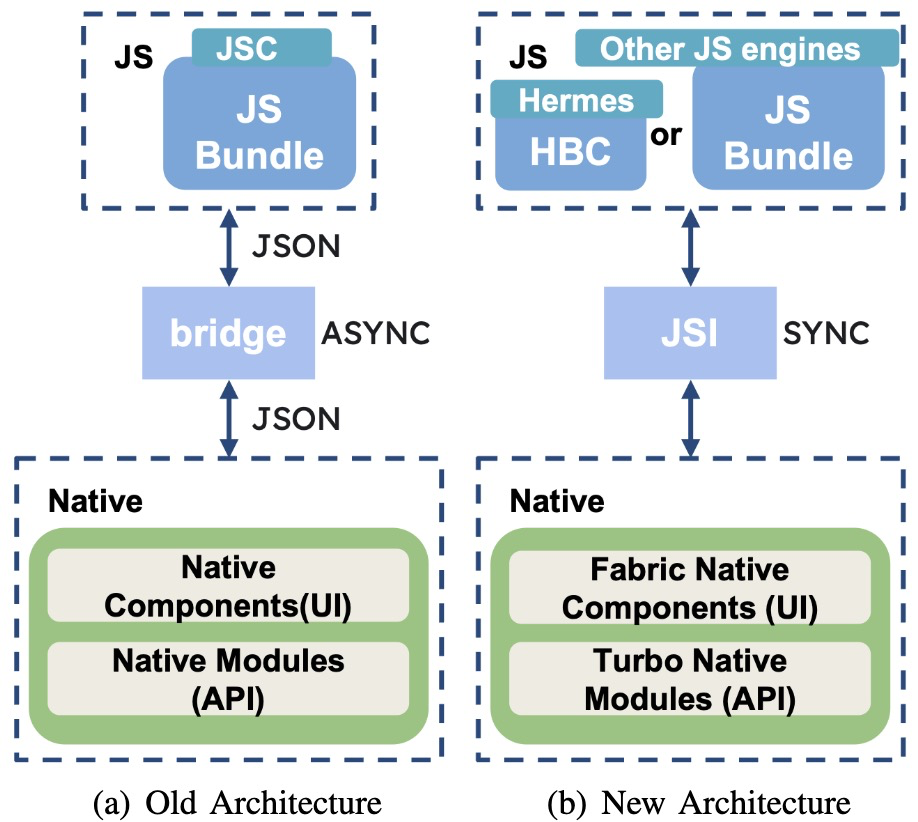 JS
JSC
JS
Bundle
JSON
bridge
ASYNC
JSON
Native
Native
Components(UI)
Native Modules
(API)
(a) Old Architecture
JS
Other JS engines
Hermes
HBC
or
JS
Bundle
JSI
SYNC
Native
Fabric Native
Components (UI)
Turbo Native
Modules (API)
(b) New Architecture